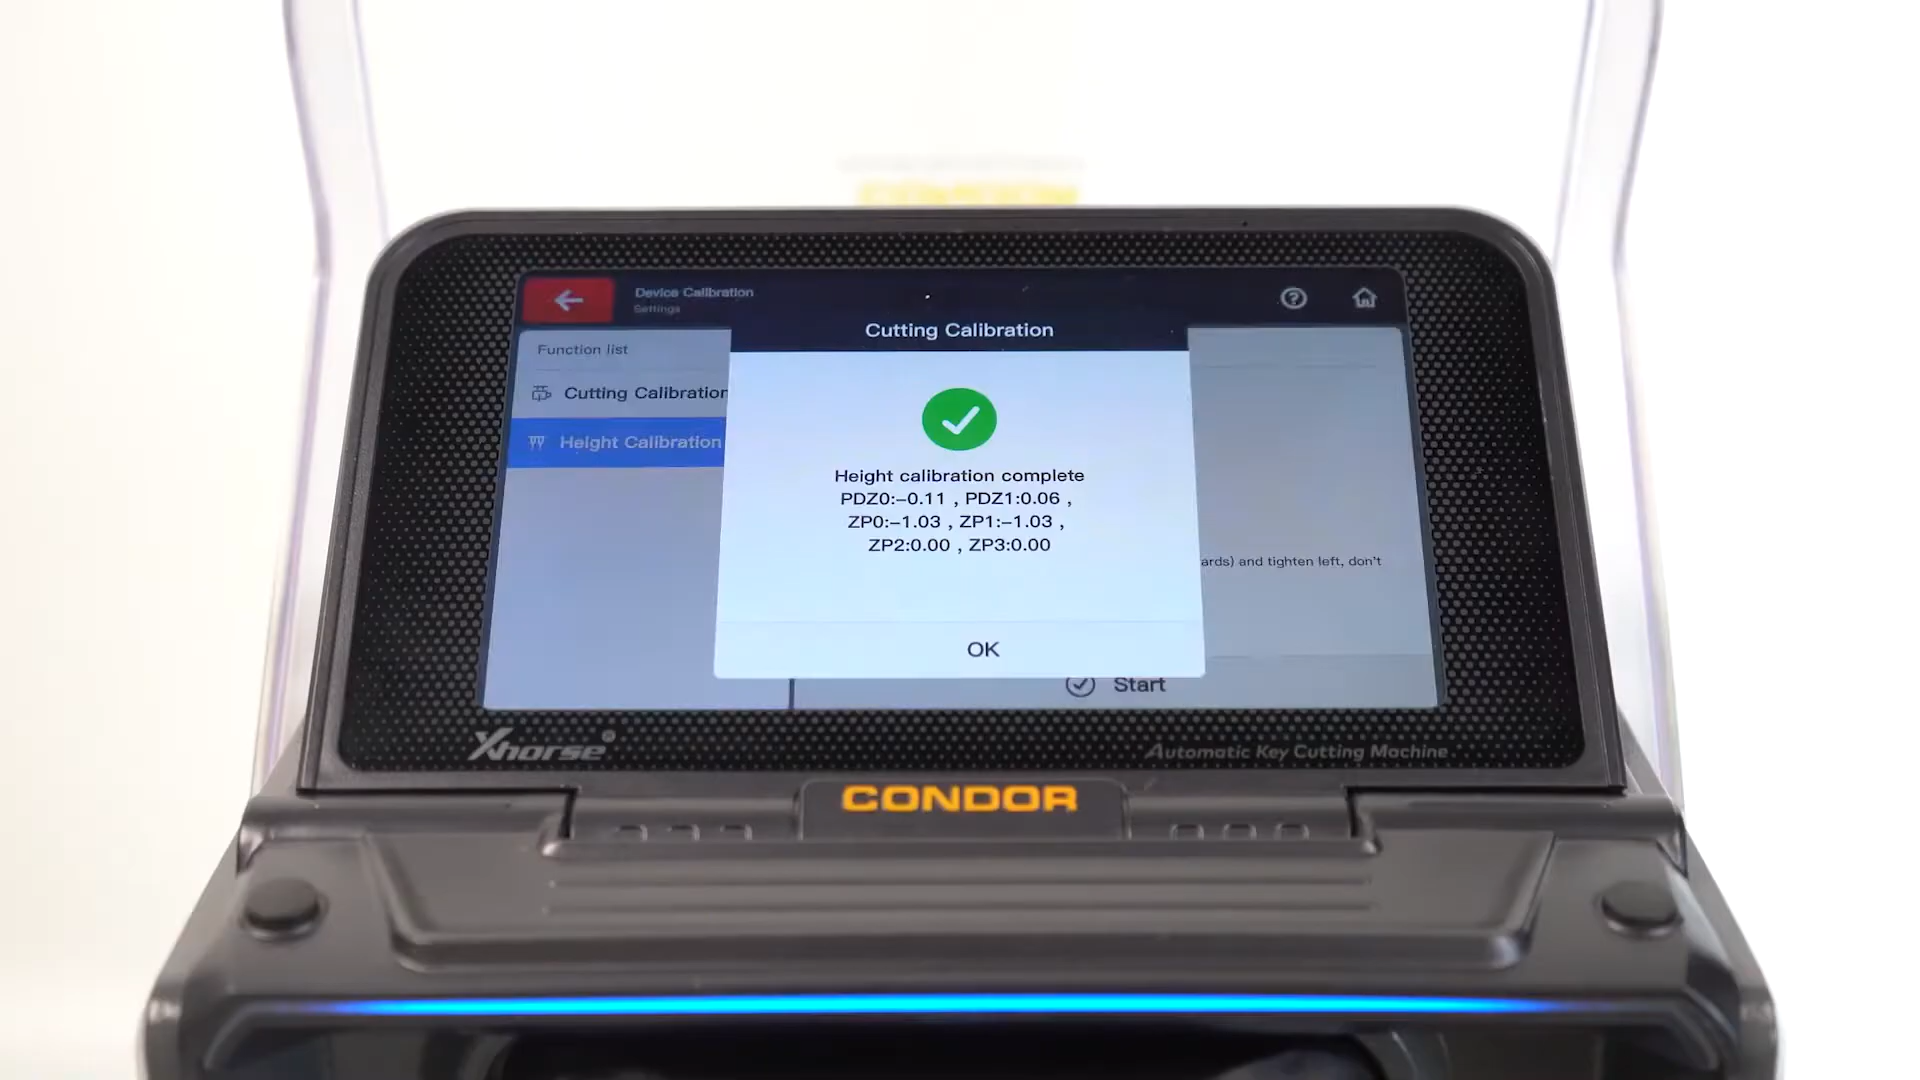 Device Calibration
Settings
Cutting Calibration
Function list
Cutting Calibration
Height Calibration
Height calibration complete
PDZ0:-0.11 , PDZ1:0.06 ,
ZP0:-1.03 , ZP1:-1.03 ,
ZP2:0.00 , ZP3:0.00
ards) and tighten left, don't
OK
Start
Xhorse®
Automatic Key Cutting Machine
CONDOR